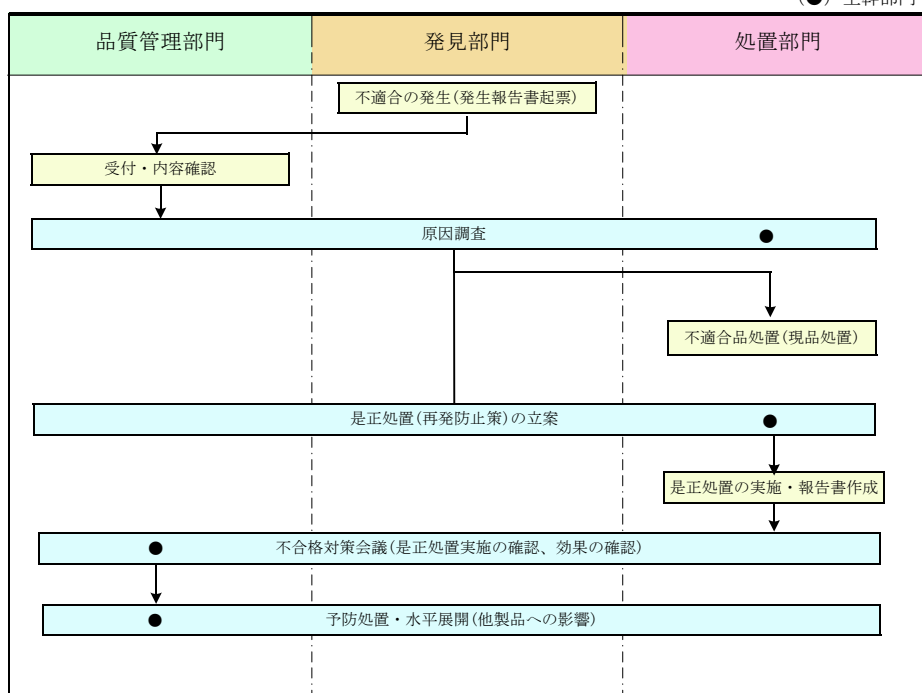 (●) 主幹部門
品質管理部門 発見部門 処置部門
不適合の発生(発生報告書起票)
受付・内容確認
原因調査 ●
不適合品処置(現品処置)
是正処置(再発防止策)の立案 ●
是正処置の実施・報告書作成
● 不合格対策会議(是正処置実施の確認、効果の確認)
● 予防処置・水平展開(他製品への影響)